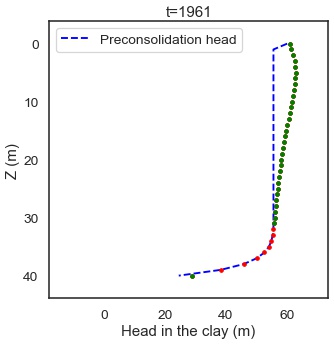 t=1961
Preconsolidation head
0
10
20
30
40
Z (m)
0 20 40 60
Head in the clay (m)